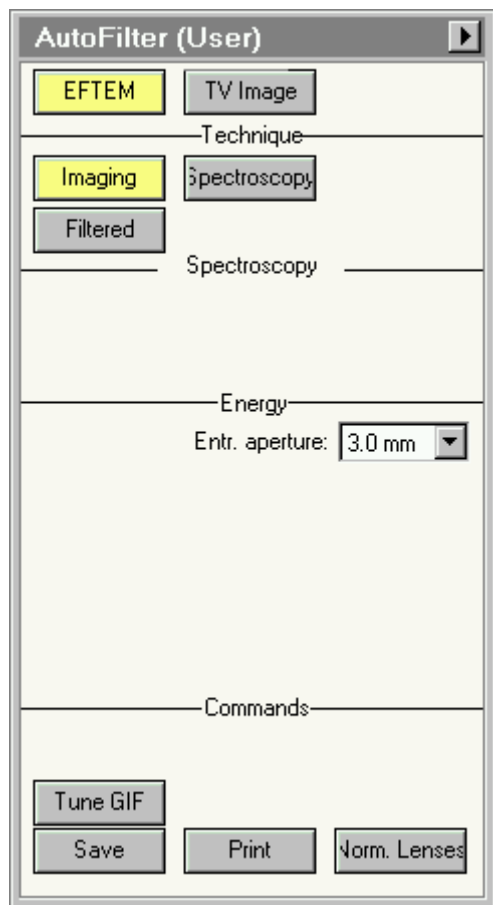 AutoFilter (User)
EFTEM TV Image
Technique
Imaging Spectroscopy
Filtered
Spectroscopy
Energy
Entr. aperture: 3.0 mm
Commands
Tune GIF
Save Print Norm. Lenses